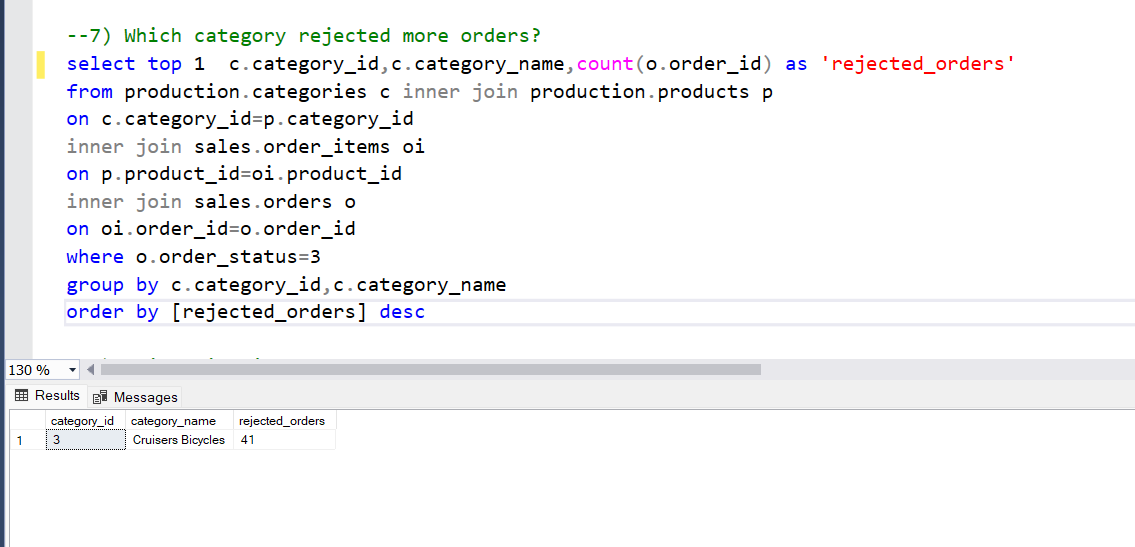 --7) Which category rejected more orders?
select top 1  c.category_id,c.category_name,count(o.order_id) as 'rejected_orders'
from production.categories c inner join production.products p
on c.category_id=p.category_id
inner join sales.order_items oi
on p.product_id=oi.product_id
inner join sales.orders o
on oi.order_id=o.order_id
where o.order_status=3
group by c.category_id,c.category_name
order by [rejected_orders] desc
130 %
Results Messages
category_id category_name rejected_orders
1 3 Cruisers Bicycles 41